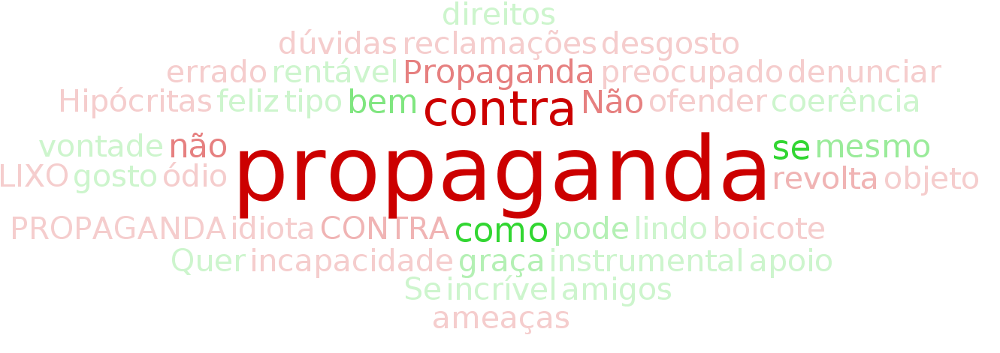 direitos
dúvidas reclamações desgosto
errado rentável Propaganda preocupado denunciar
Hipócritas feliz tipo bem contra Não ofender coerência
vontade não propaganda se mesmo
LIXO gosto ódio revolta objeto
PROPAGANDA idiota CONTRA como pode lindo boicote
Quer incapacidade graça instrumental apoio
Se incrível amigos
ameaças